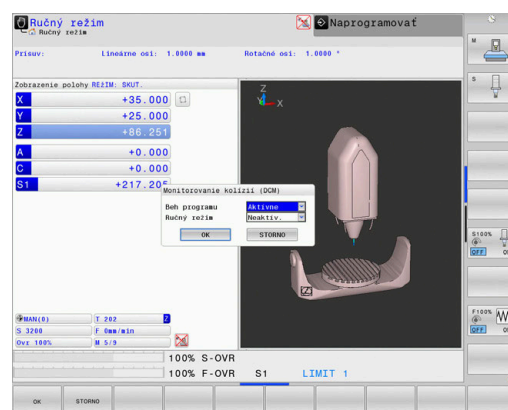 Ručný režim
Ručný režim
Naprogramovať
Prísuv: Lineárne osi: 1.0000 mm Rotačné osi: 1.0000 °
Zobrazenie polohy REŽIM: SKUT.
X +35.000
Y +25.000
Z +86.251
A +0.000
C +0.000
S1 +217.205
Z
Y
X
Monitorovanie kolízií (DCM)
Beh programu Aktívne
Ručný režim Neaktív.
OK STORNO
MAN(0) T 202 Z
S 3200 F 0mm/min
Ovr 100% M 5/9
100% S-OVR
100% F-OVR S1 LIMIT 1
OK STORNO
M
S
S100%
OFF
F100%
OFF